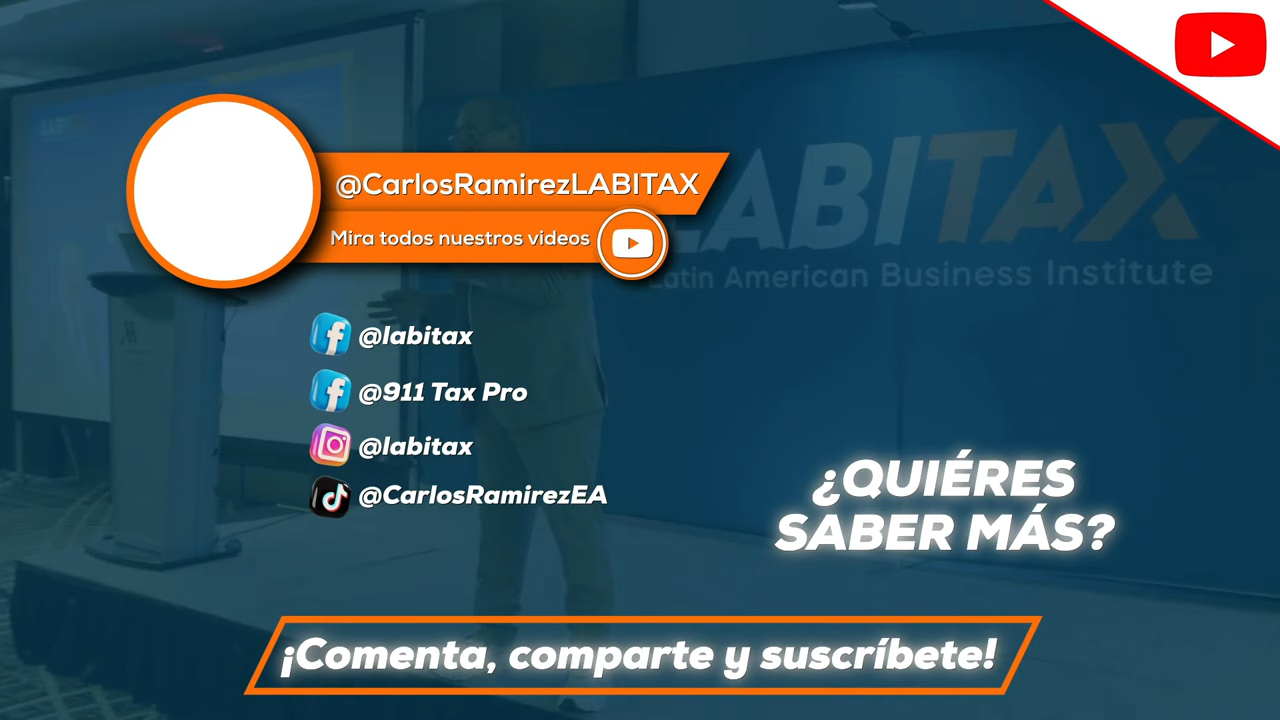 @CarlosRamirezLABITAX
Mira todos nuestros videos
LABITAX
Latin American Business Institute
@labitax
@911 Tax Pro
@labitax
@CarlosRamirezEA
¿QUIÉRES
SABER MÁS?
¡Comenta, comparte y suscríbete!